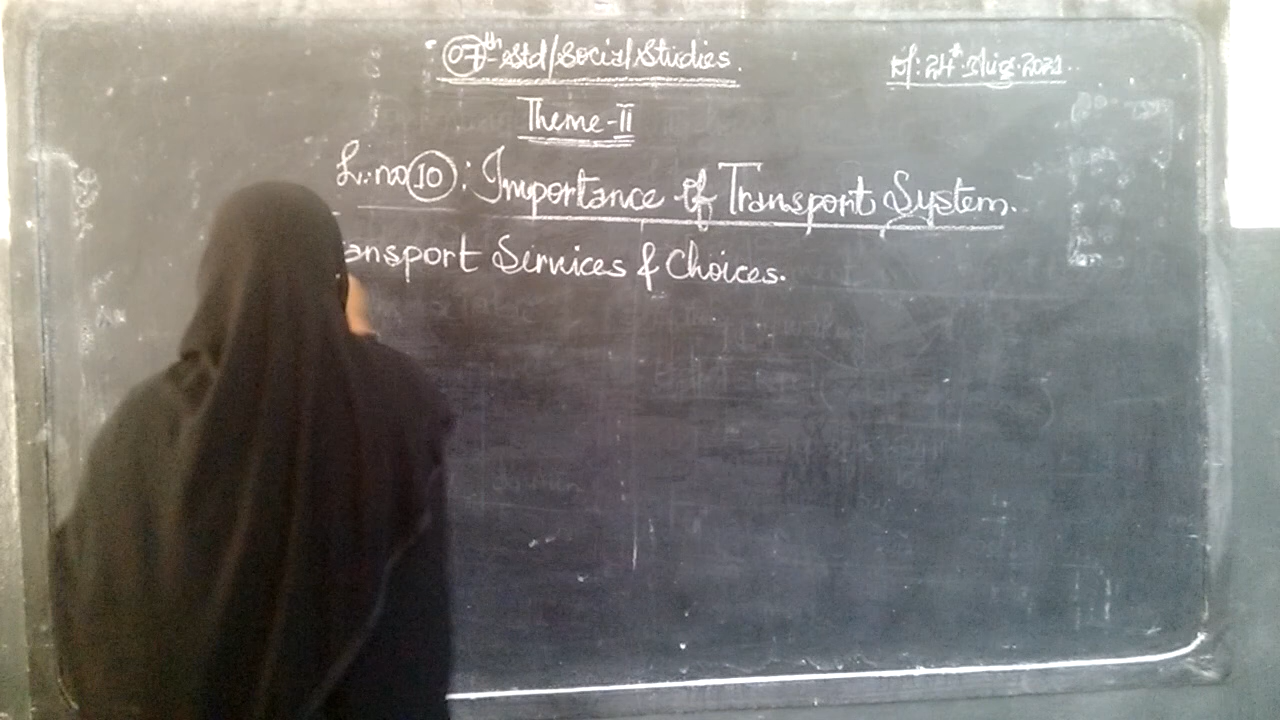 07th Std/Social Studies.
Dt: 24th Aug. 2021.
Theme-II
L.no 10: Importance of Transport System.
ansport Services & Choices.